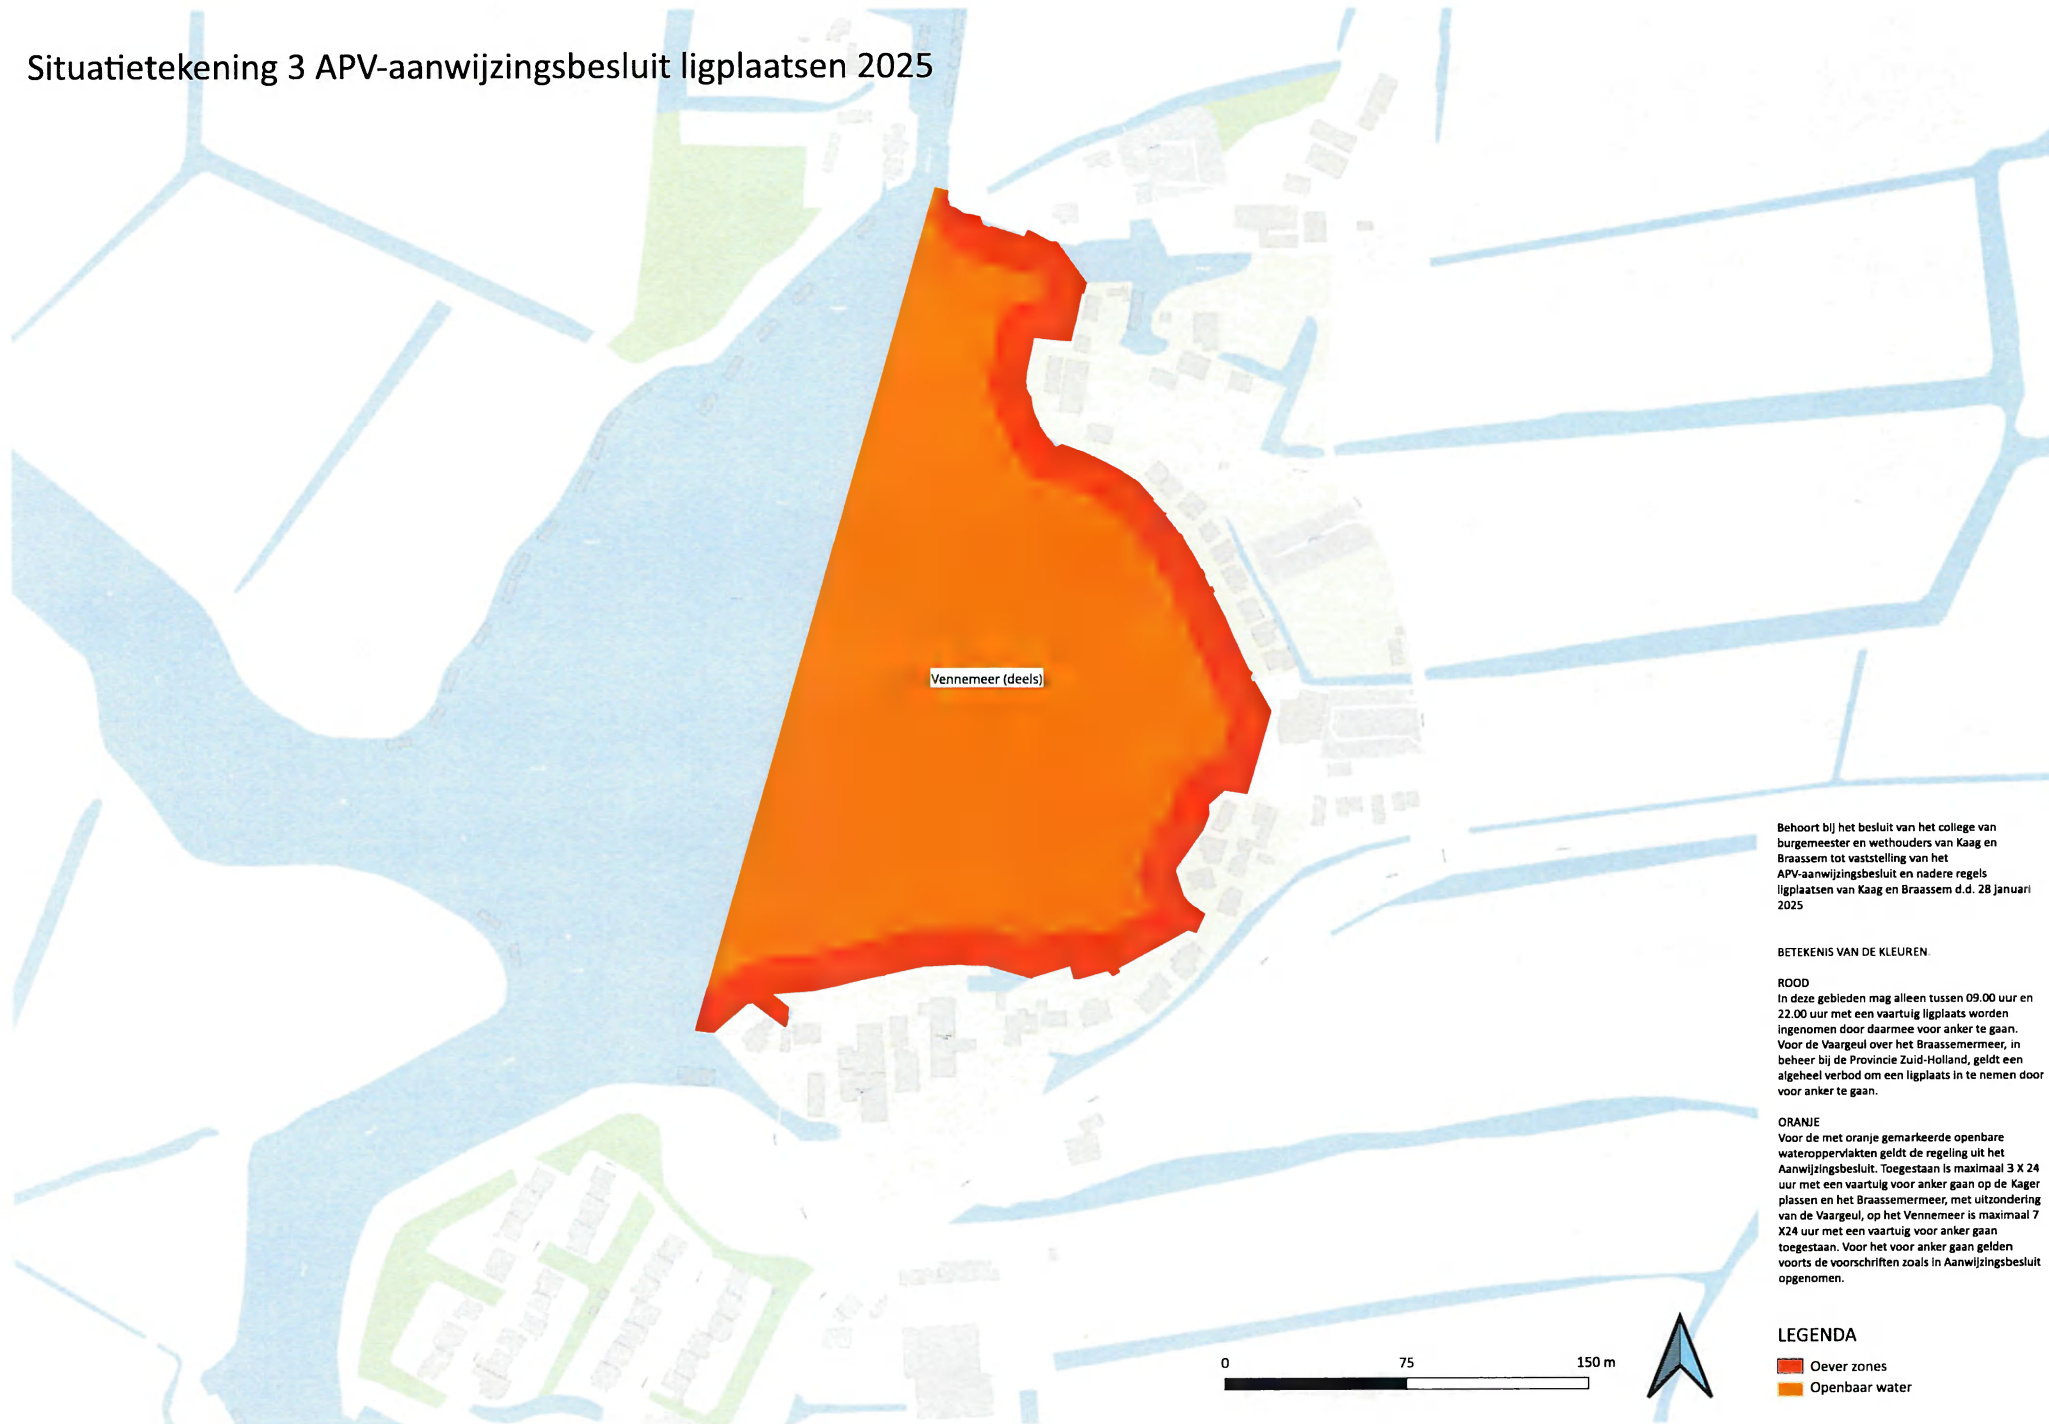 Situatietekening 3 APV-aanwijzingsbesluit ligplaatsen 2025
Vennemeer (deels)
Behoort bij het besluit van het college van
burgemeester en wethouders van Kaag en
Braassem tot vaststelling van het
APV-aanwijzingsbesluit en nadere regels
ligplaatsen van Kaag en Braassem d.d. 28 januari
2025
BETEKENIS VAN DE KLEUREN
ROOD
In deze gebieden mag alleen tussen 09.00 uur en
22.00 uur met een vaartuig ligplaats worden
ingenomen door daarmee voor anker te gaan.
Voor de Vaargeul over het Braassemermeer, in
beheer bij de Provincie Zuid-Holland, geldt een
algeheel verbod om een ligplaats in te nemen door
voor anker te gaan.
ORANJE
Voor de met oranje gemarkeerde openbare
wateroppervlakten geldt de regeling uit het
Aanwijzingsbesluit. Toegestaan is maximaal 3 X 24
uur met een vaartuig voor anker gaan op de Kager
plassen en het Braassemermeer, met uitzondering
van de Vaargeul, op het Vennemeer is maximaal 7
X24 uur met een vaartuig voor anker gaan
toegestaan. Voor het voor anker gaan gelden
voorts de voorschriften zoals in Aanwijzingsbesluit
opgenomen.
LEGENDA
Oever zones
Openbaar water
0 75 150 m